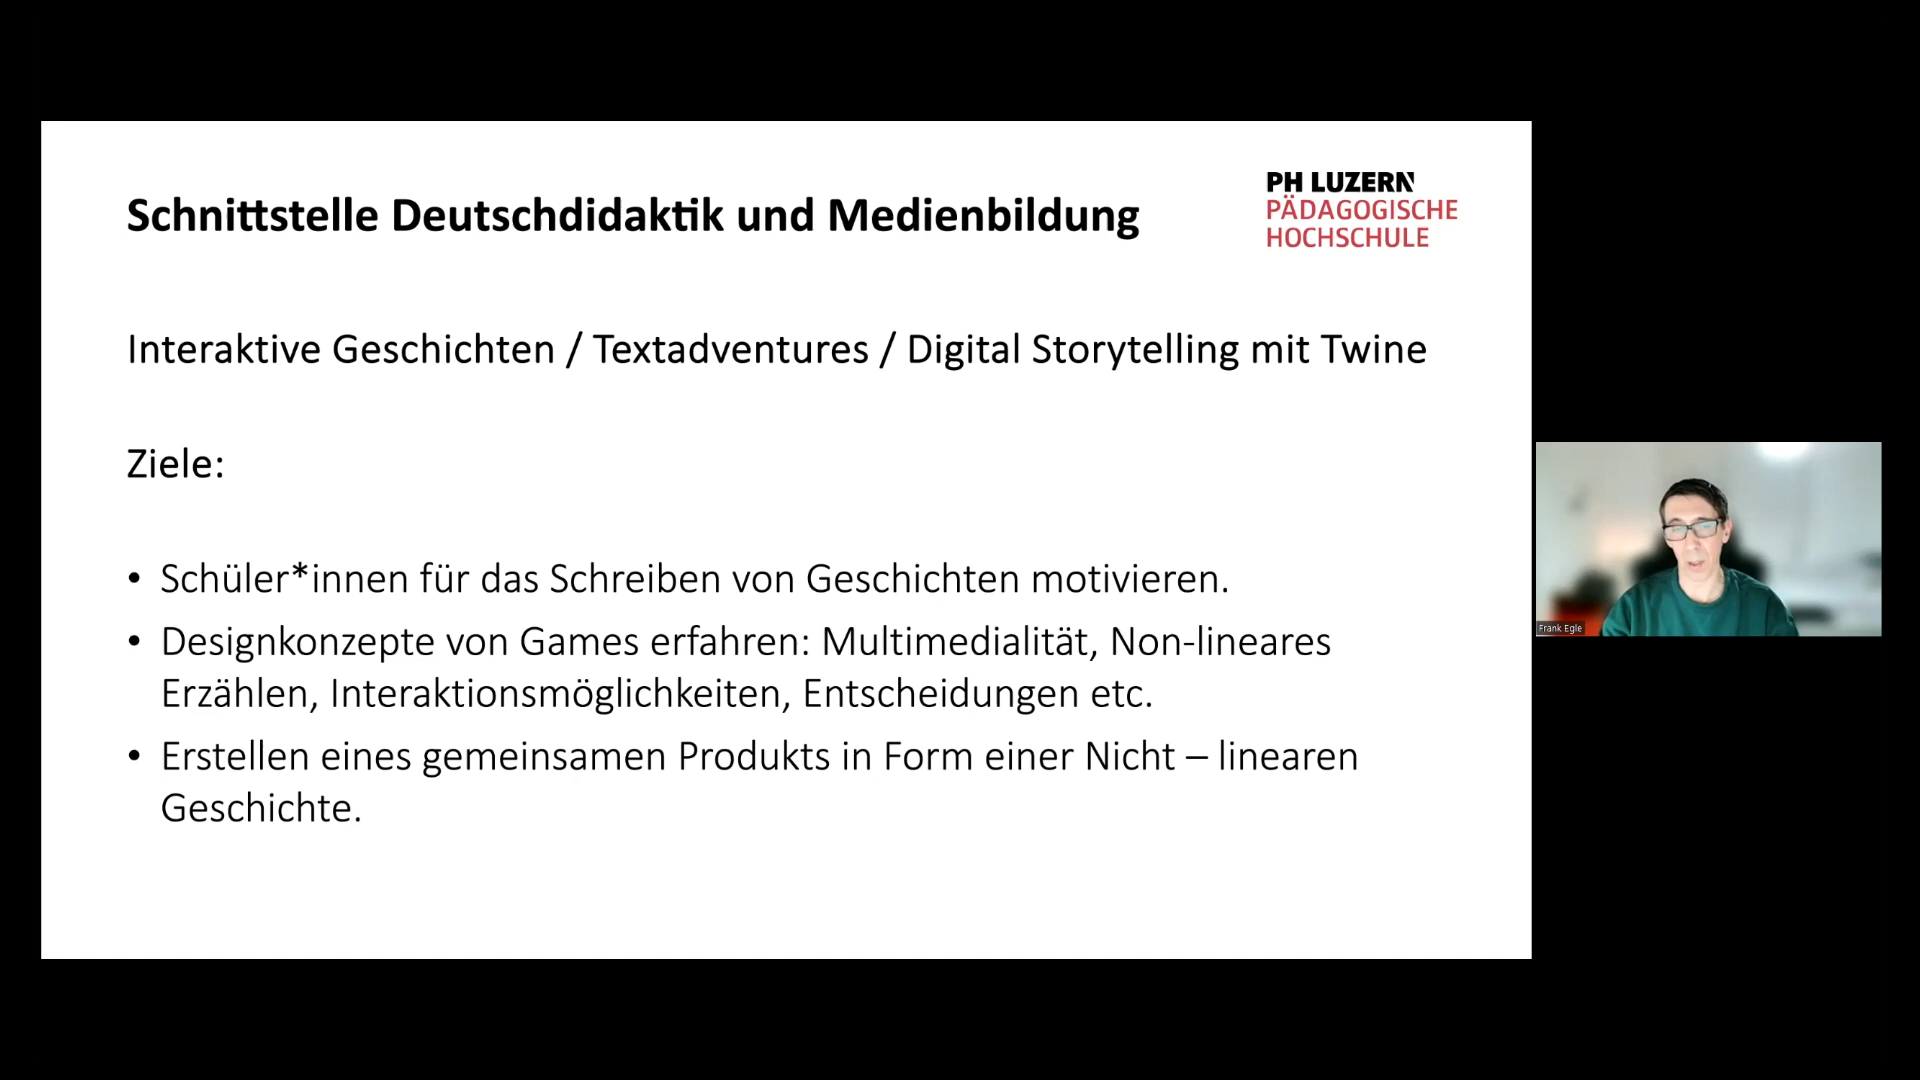 Schnittstelle Deutschdidaktik und Medienbildung
PH LUZERN
PÄDAGOGISCHE
HOCHSCHULE
Interaktive Geschichten / Textadventures / Digital Storytelling mit Twine
Ziele:
• Schüler*innen für das Schreiben von Geschichten motivieren.
• Designkonzepte von Games erfahren: Multimedialität, Non-lineares
Erzählen, Interaktionsmöglichkeiten, Entscheidungen etc.
• Erstellen eines gemeinsamen Produkts in Form einer Nicht – linearen
Geschichte.
Frank Egle